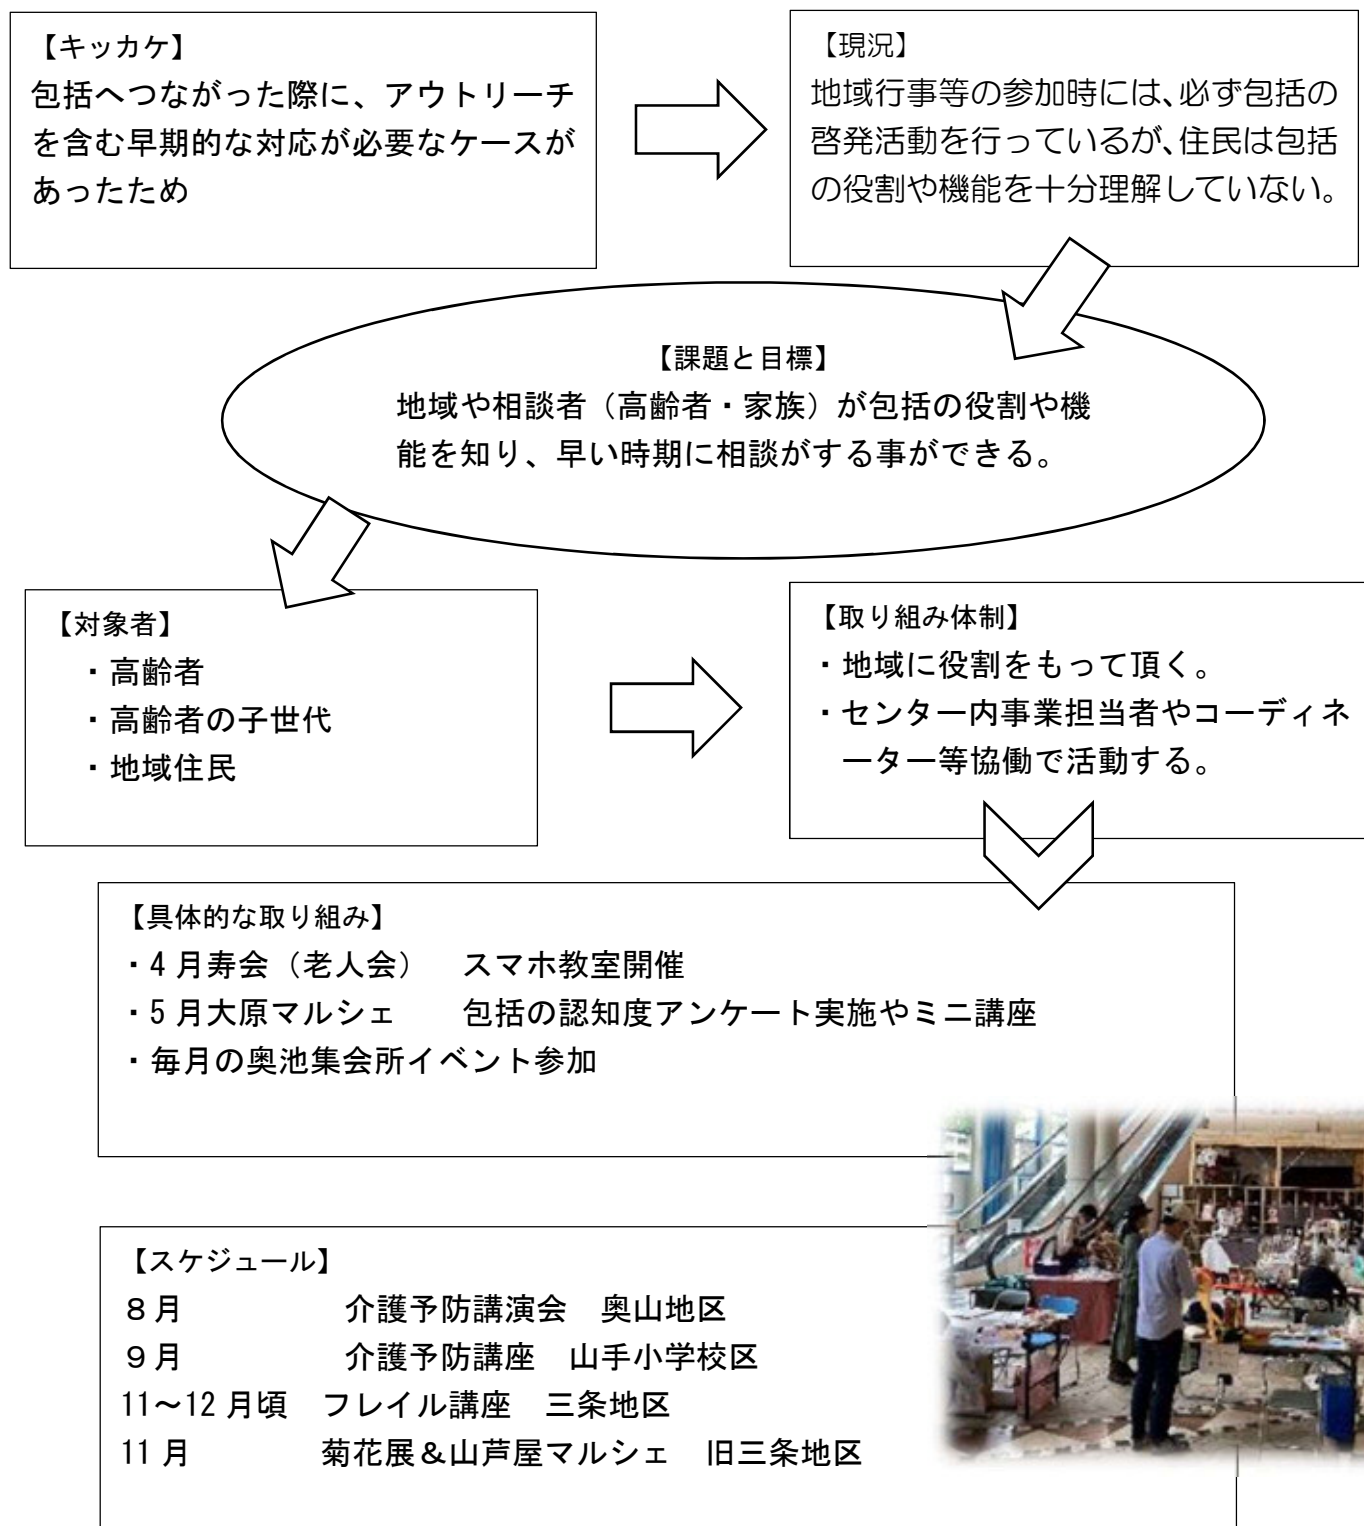 【キッカケ】
包括へつながった際に、アウトリーチ
を含む早期的な対応が必要なケースが
あったため
【現況】
地域行事等の参加時には、必ず包括の
啓発活動を行っているが、住民は包括
の役割や機能を十分理解していない。
【課題と目標】
地域や相談者（高齢者・家族）が包括の役割や機
能を知り、早い時期に相談がする事ができる。
【対象者】
・高齢者
・高齢者の子世代
・地域住民
【取り組み体制】
・地域に役割をもって頂く。
・センター内事業担当者やコーディネ
ーター等協働で活動する。
【具体的な取り組み】
・4 月寿会（老人会）　スマホ教室開催
・5 月大原マルシェ　　包括の認知度アンケート実施やミニ講座
・毎月の奥池集会所イベント参加
【スケジュール】
８月　　　　　介護予防講演会　奥山地区
９月　　　　　介護予防講座　山手小学校区
11～12 月頃　フレイル講座　三条地区
11 月　　　　　菊花展＆山芦屋マルシェ　旧三条地区